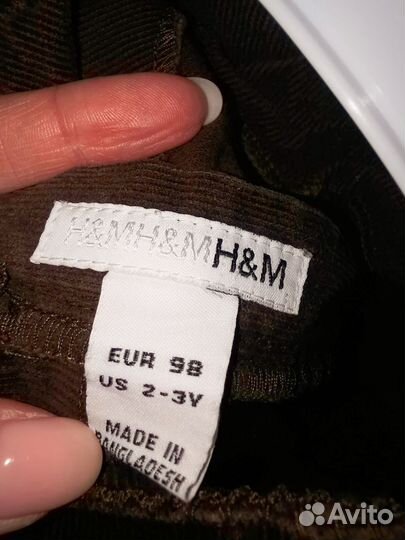 H&MH&MH&M
EUR 98
US 2-3Y
MADE IN
BANGLADESH
Avito